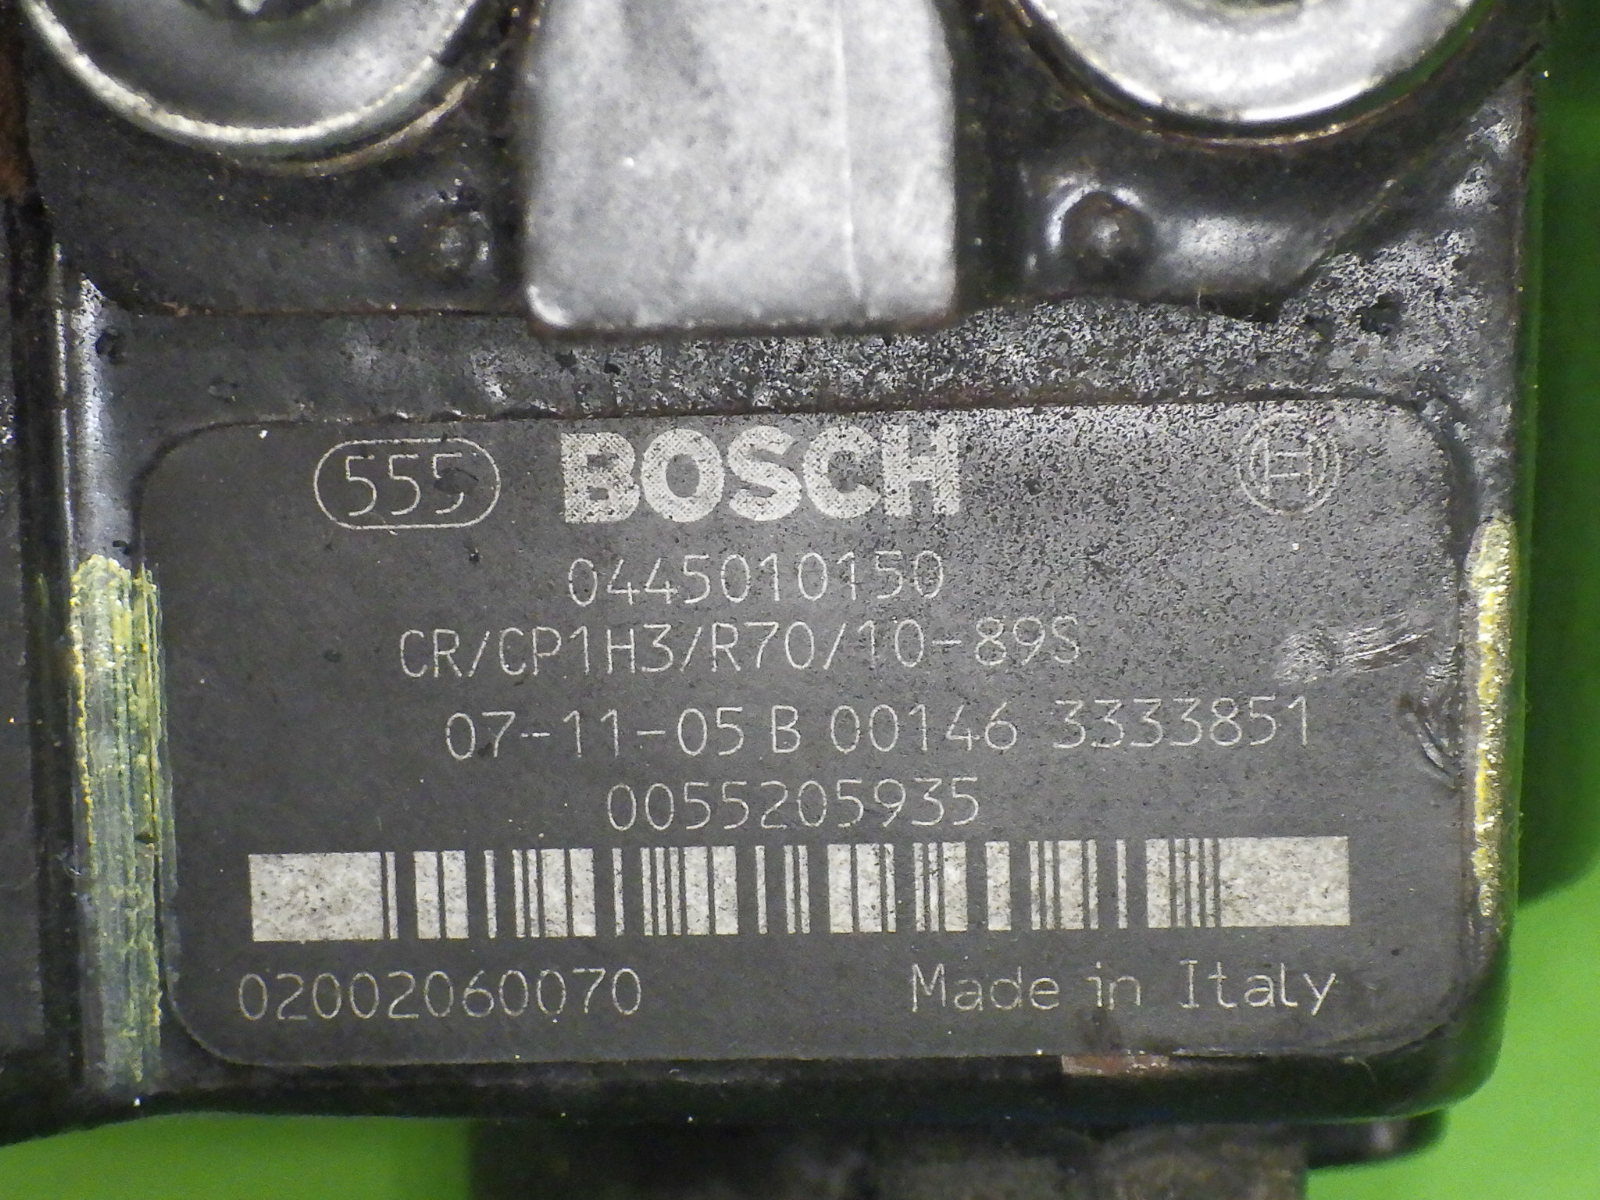 555 BOSCH
0445010150
CR/CP1H3/R70/10-89S
07-11-05 B 00146 3333851
0055205935
02002060070 Made in Italy